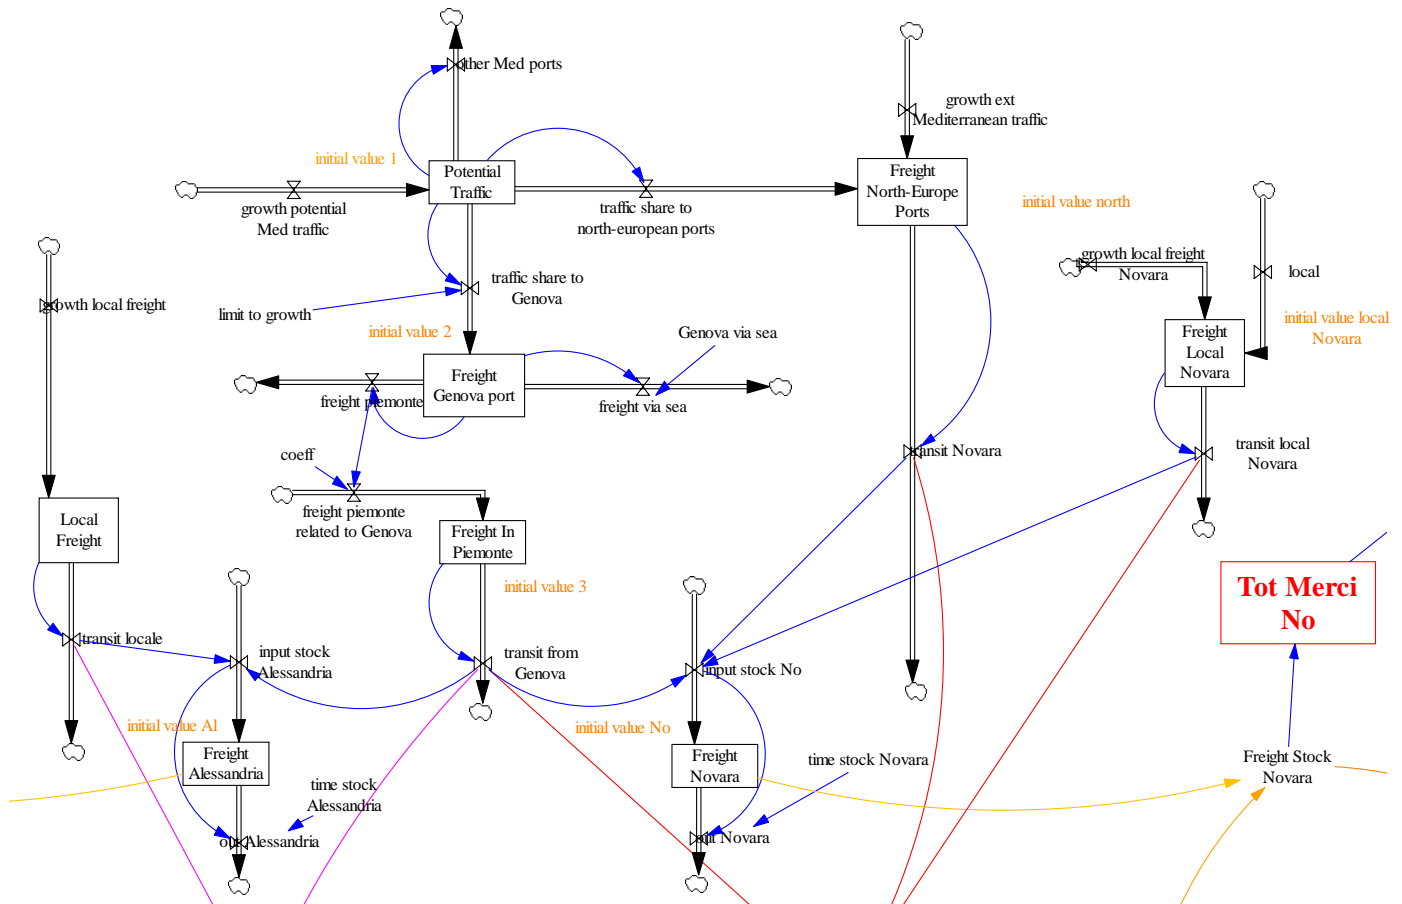 other Med ports
growth ext
Mediterranean traffic
initial value 1
Potential
Traffic
Freight
North-Europe
Ports
growth potential
Med traffic
traffic share to
north-european ports
initial value north
growth local freight
Novara
local
traffic share to
Genova
growth local freight
limit to growth
initial value 2
Genova via sea
initial value local
Novara
Freight
Local
Novara
Freight
Genova port
freight piemonte
freight via sea
coeff
transit Novara
transit local
Novara
freight piemonte
related to Genova
Local
Freight
Freight In
Piemonte
initial value 3
Tot Merci
No
transit locale
input stock
Alessandria
transit from
Genova
input stock No
initial value Al
initial value No
Freight
Alessandria
Freight
Novara
time stock Novara
Freight Stock
Novara
time stock
Alessandria
out Alessandria
out Novara